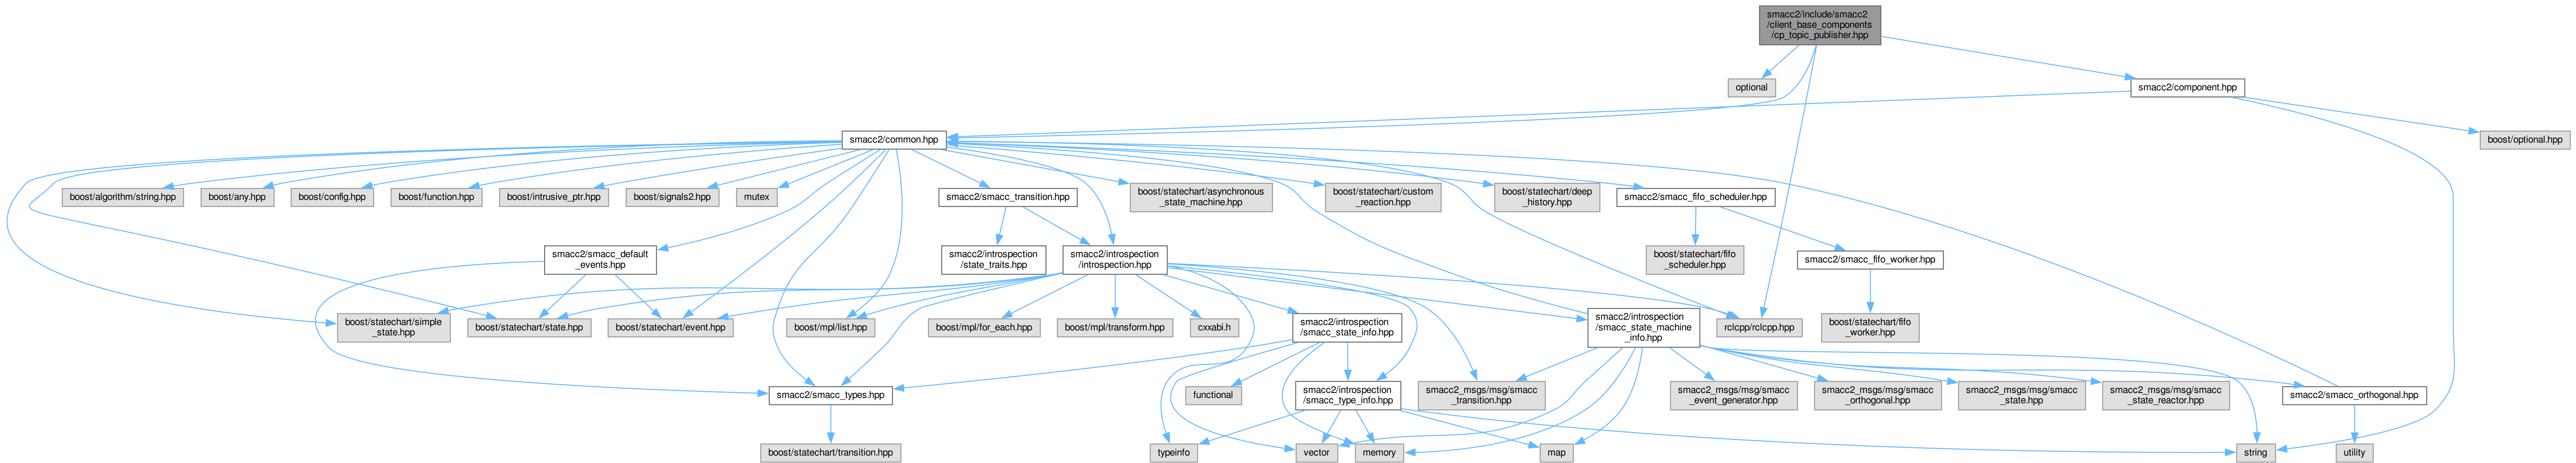 smacc2/include/smacc2
/client_base_components
/cp_topic_publisher.hpp
optional
smacc2/component.hpp
smacc2/common.hpp
boost/optional.hpp
boost/algorithm/string.hpp
boost/any.hpp
boost/config.hpp
boost/function.hpp
boost/intrusive_ptr.hpp
boost/signals2.hpp
mutex
smacc2/smacc_transition.hpp
boost/statechart/asynchronous
_state_machine.hpp
boost/statechart/custom
_reaction.hpp
boost/statechart/deep
_history.hpp
smacc2/smacc_fifo_scheduler.hpp
smacc2/smacc_default
_events.hpp
smacc2/introspection
/state_traits.hpp
smacc2/introspection
/introspection.hpp
boost/statechart/fifo
_scheduler.hpp
smacc2/smacc_fifo_worker.hpp
boost/statechart/simple
_state.hpp
boost/statechart/state.hpp
boost/statechart/event.hpp
boost/mpl/list.hpp
boost/mpl/for_each.hpp
boost/mpl/transform.hpp
cxxabi.h
smacc2/introspection
/smacc_state_info.hpp
smacc2/introspection
/smacc_state_machine
_info.hpp
rclcpp/rclcpp.hpp
boost/statechart/fifo
_worker.hpp
smacc2/smacc_types.hpp
functional
smacc2/introspection
/smacc_type_info.hpp
smacc2_msgs/msg/smacc
_transition.hpp
smacc2_msgs/msg/smacc
_event_generator.hpp
smacc2_msgs/msg/smacc
_orthogonal.hpp
smacc2_msgs/msg/smacc
_state.hpp
smacc2_msgs/msg/smacc
_state_reactor.hpp
smacc2/smacc_orthogonal.hpp
boost/statechart/transition.hpp
typeinfo
vector
memory
map
string
utility